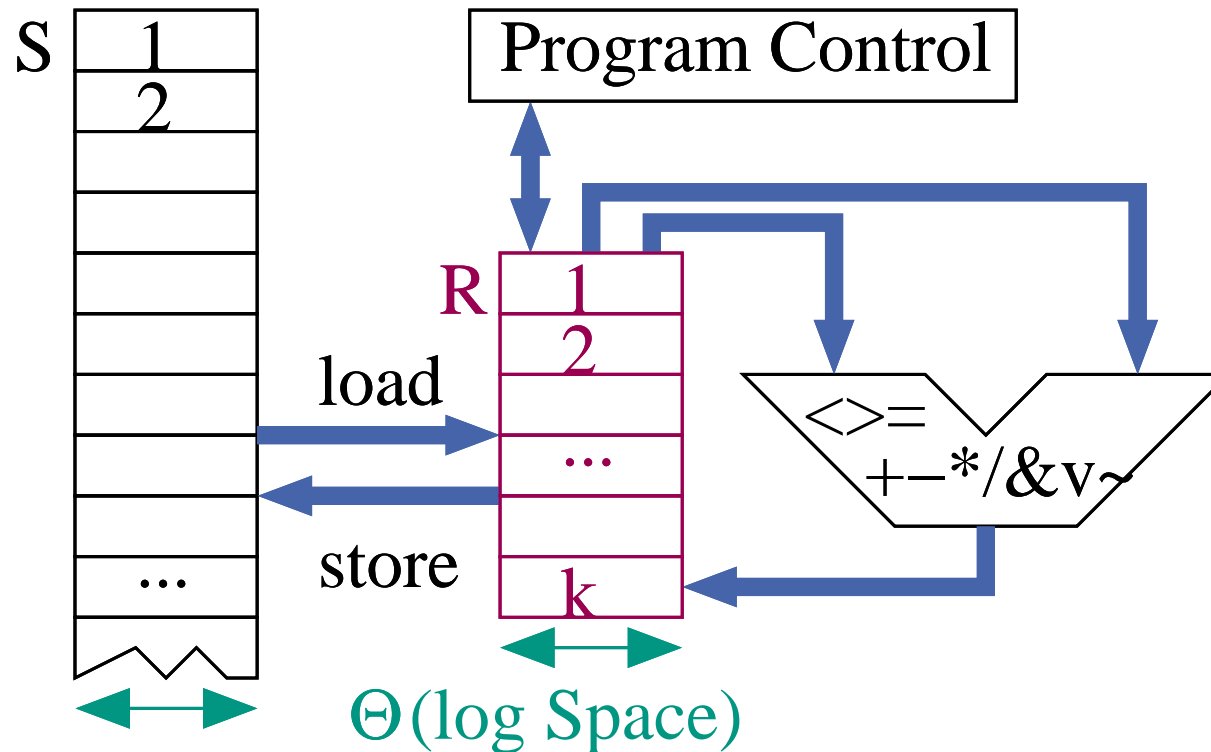 S
1
2
...
Program Control
R
1
2
...
k
load
store
<>=
+−*/&v~
Θ(log Space)